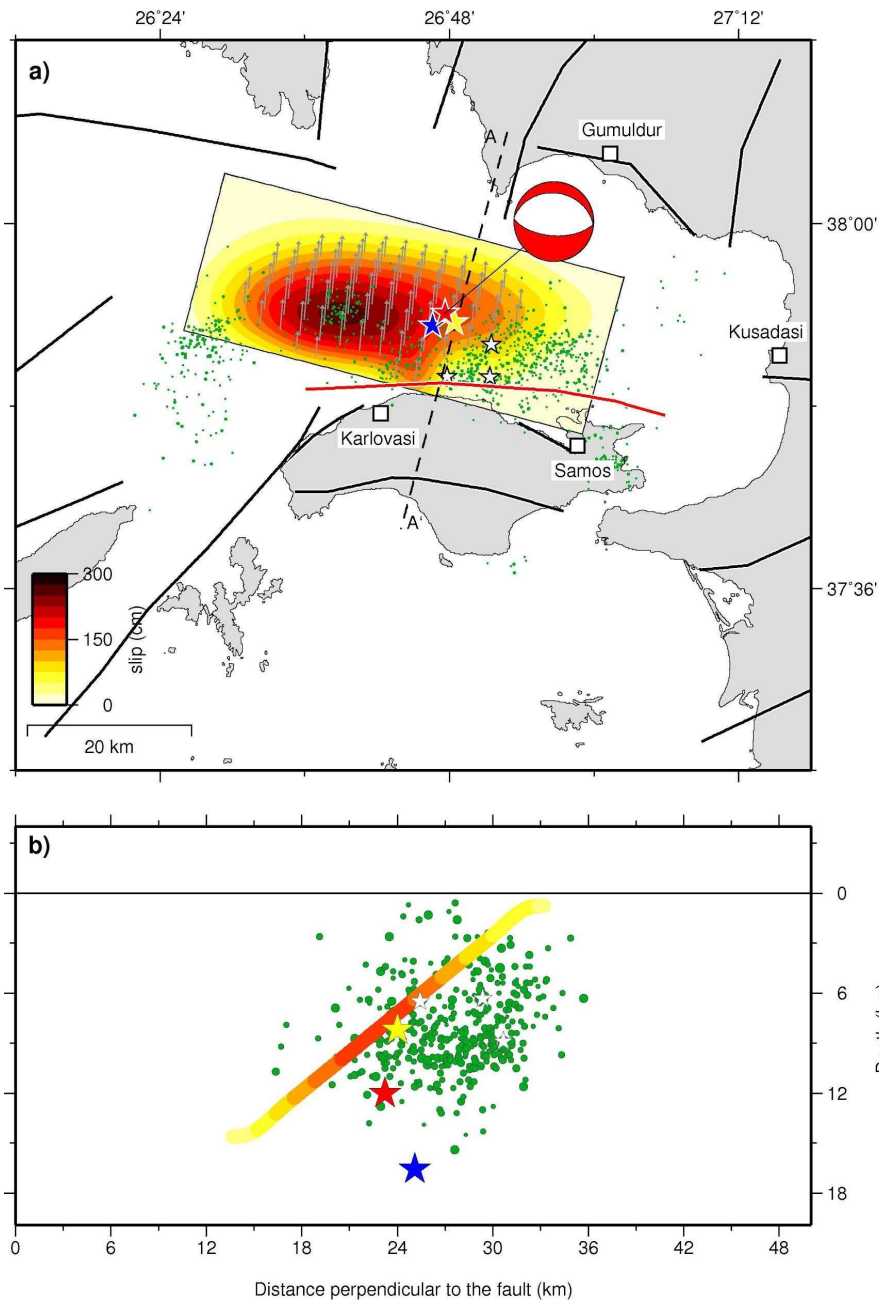 26˚24' 26˚48' 27˚12'
a)
A
Gumuldur
38˚00'
Kusadasi
Karlovasi
Samos
A'
37˚36'
300
150
0
slip (cm)
20 km
b)
0
6
12
18
0 6 12 18 24 30 36 42 48
Distance perpendicular to the fault (km)